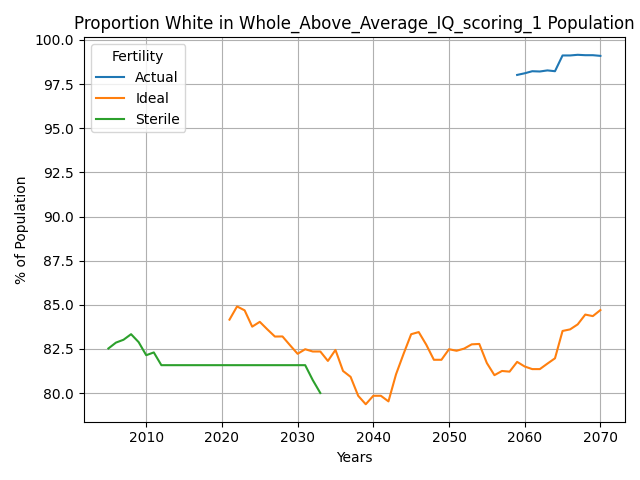 Proportion White in Whole_Above_Average_IQ_scoring_1 Population
% of Population
100.0
97.5
95.0
92.5
90.0
87.5
85.0
82.5
80.0
Fertility
Actual
Ideal
Sterile
2010 2020 2030 2040 2050 2060 2070
Years